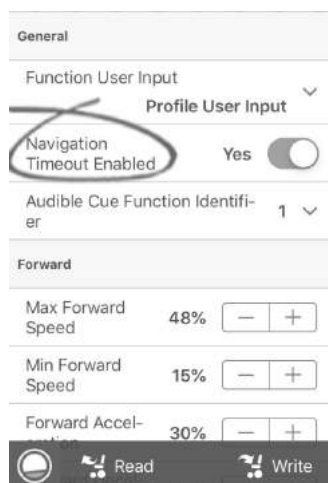 General
Function User Input
Profile User Input
Navigation
Timeout Enabled
Yes
Audible Cue Function Identifi-
er
1
Forward
Max Forward
Speed
48%
Min Forward
Speed
15%
Forward Accel-
30%
Read
Write